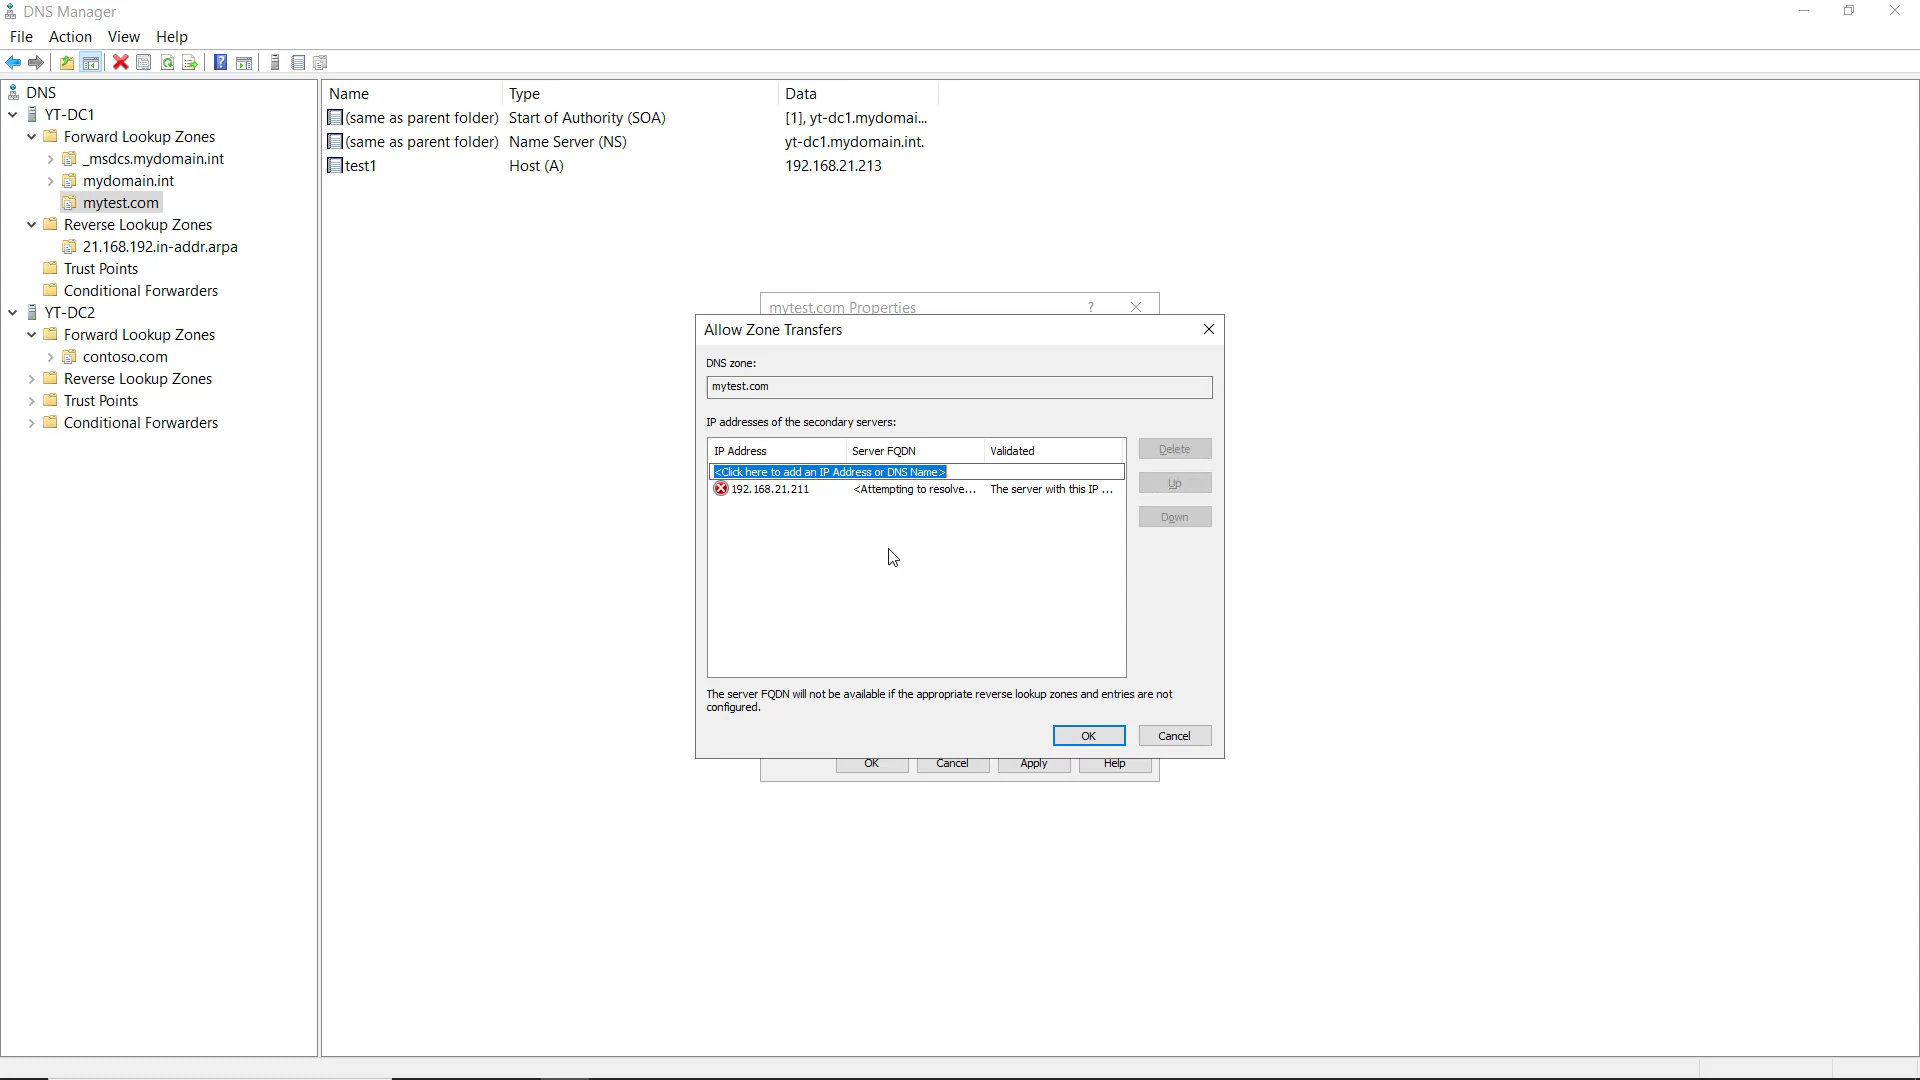 DNS Manager
File Action View Help
DNS
YT-DC1
Forward Lookup Zones
_msdcs.mydomain.int
mydomain.int
mytest.com
Reverse Lookup Zones
21.168.192.in-addr.arpa
Trust Points
Conditional Forwarders
YT-DC2
Forward Lookup Zones
contoso.com
Reverse Lookup Zones
Trust Points
Conditional Forwarders
Name Type Data
(same as parent folder) Start of Authority (SOA) [1], yt-dc1.mydomai...
(same as parent folder) Name Server (NS) yt-dc1.mydomain.int.
test1 Host (A) 192.168.21.213
mytest.com Properties ?
Allow Zone Transfers
DNS zone:
mytest.com
IP addresses of the secondary servers:
IP Address Server FQDN Validated
<Click here to add an IP Address or DNS Name>
192.168.21.211 <Attempting to resolve... The server with this IP ...
Delete
Up
Down
The server FQDN will not be available if the appropriate reverse lookup zones and entries are not
configured.
OK Cancel
OK Cancel Apply Help